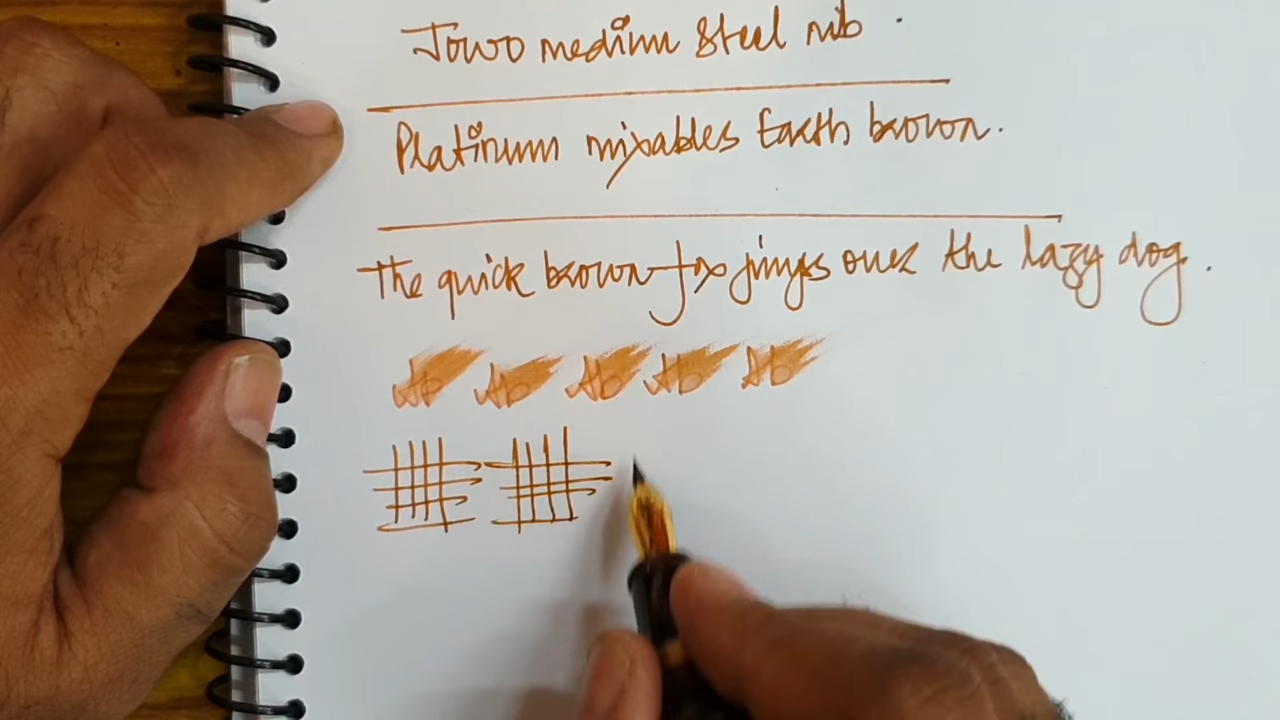 Jowo medium steel nib .
Platinum mixables Earth brown.
The quick brown fox jimps over the lazy dog .
Ab Ab Ab Ab Ab